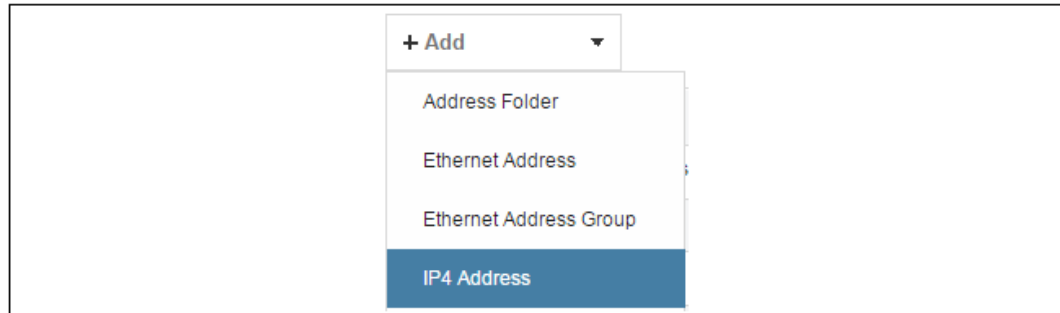 + Add
Address Folder
Ethernet Address
Ethernet Address Group
IP4 Address